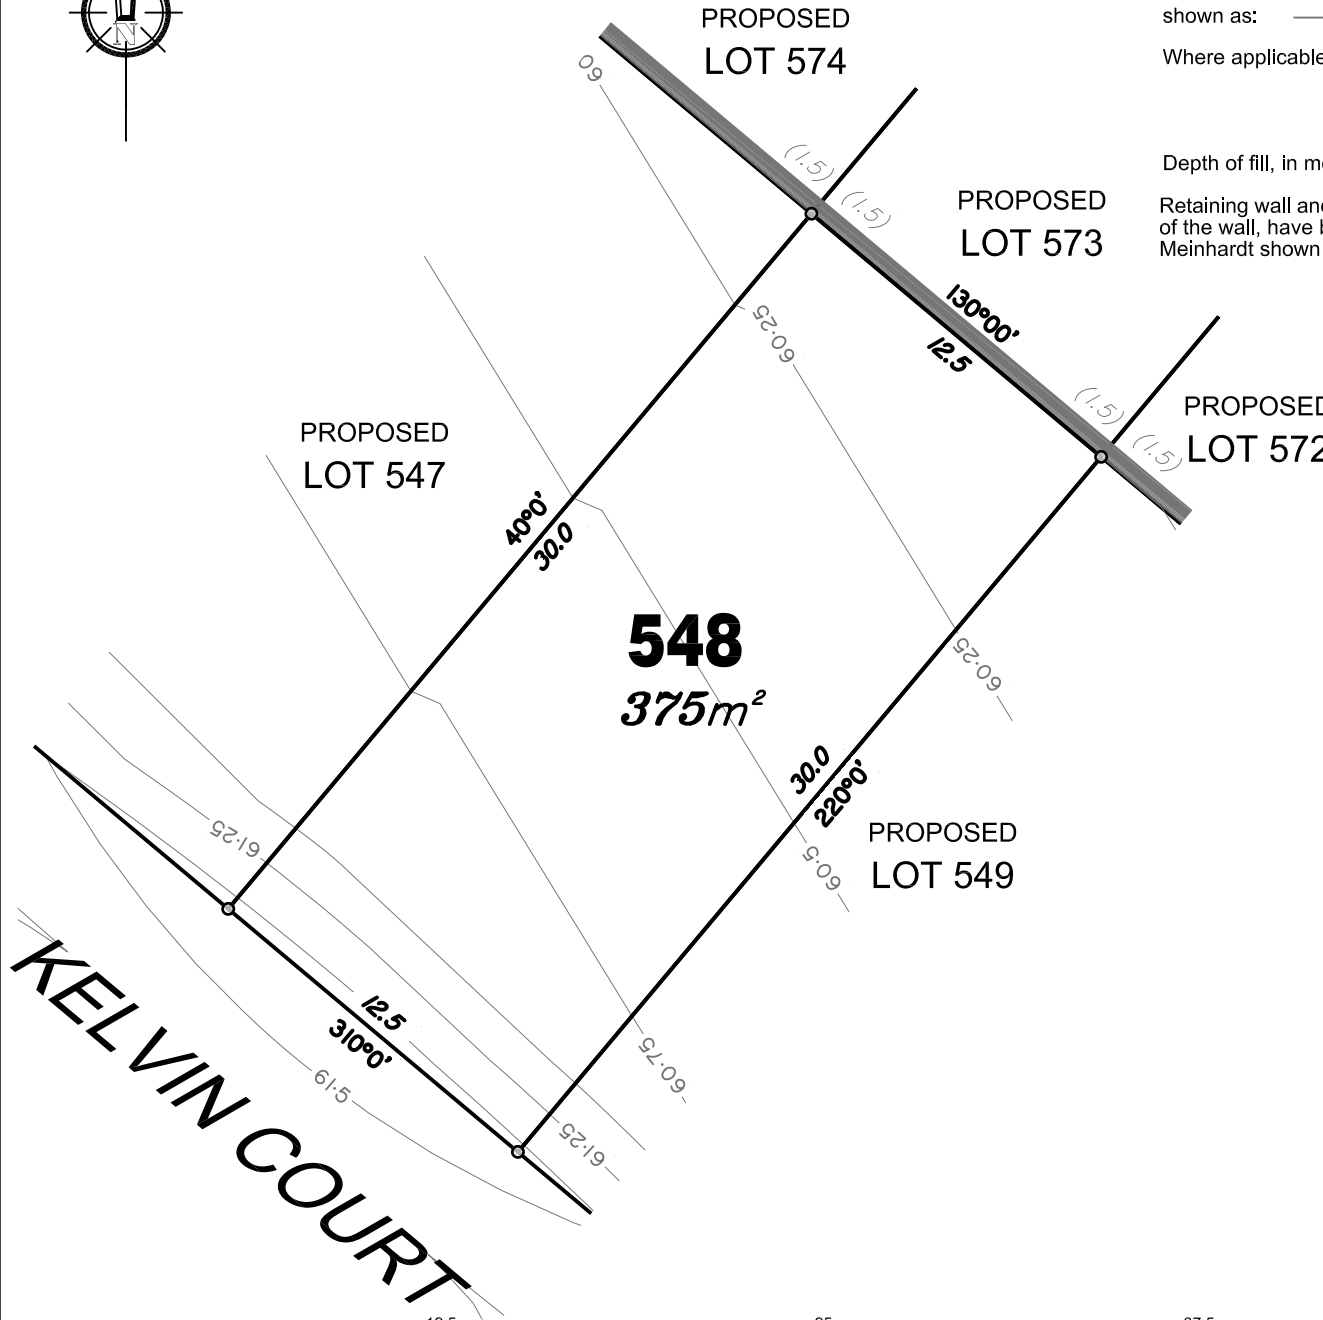 N
PROPOSED
LOT 574
shown as:
Where applicable
60
(1.5)
(1.5)
PROPOSED
LOT 573
Depth of fill, in
Retaining wall
of the wall, have
Meinhardt shown
130°00'
12.5
60·25
(1.5)
(1.5)
PROPOSED
LOT 572
PROPOSED
LOT 547
40°0'
30.0
548
375m²
60·25
30.0
220°0'
PROPOSED
LOT 549
60·5
61·25
KELVIN COURT
12.5
310°0'
61·5
60·75
61·25